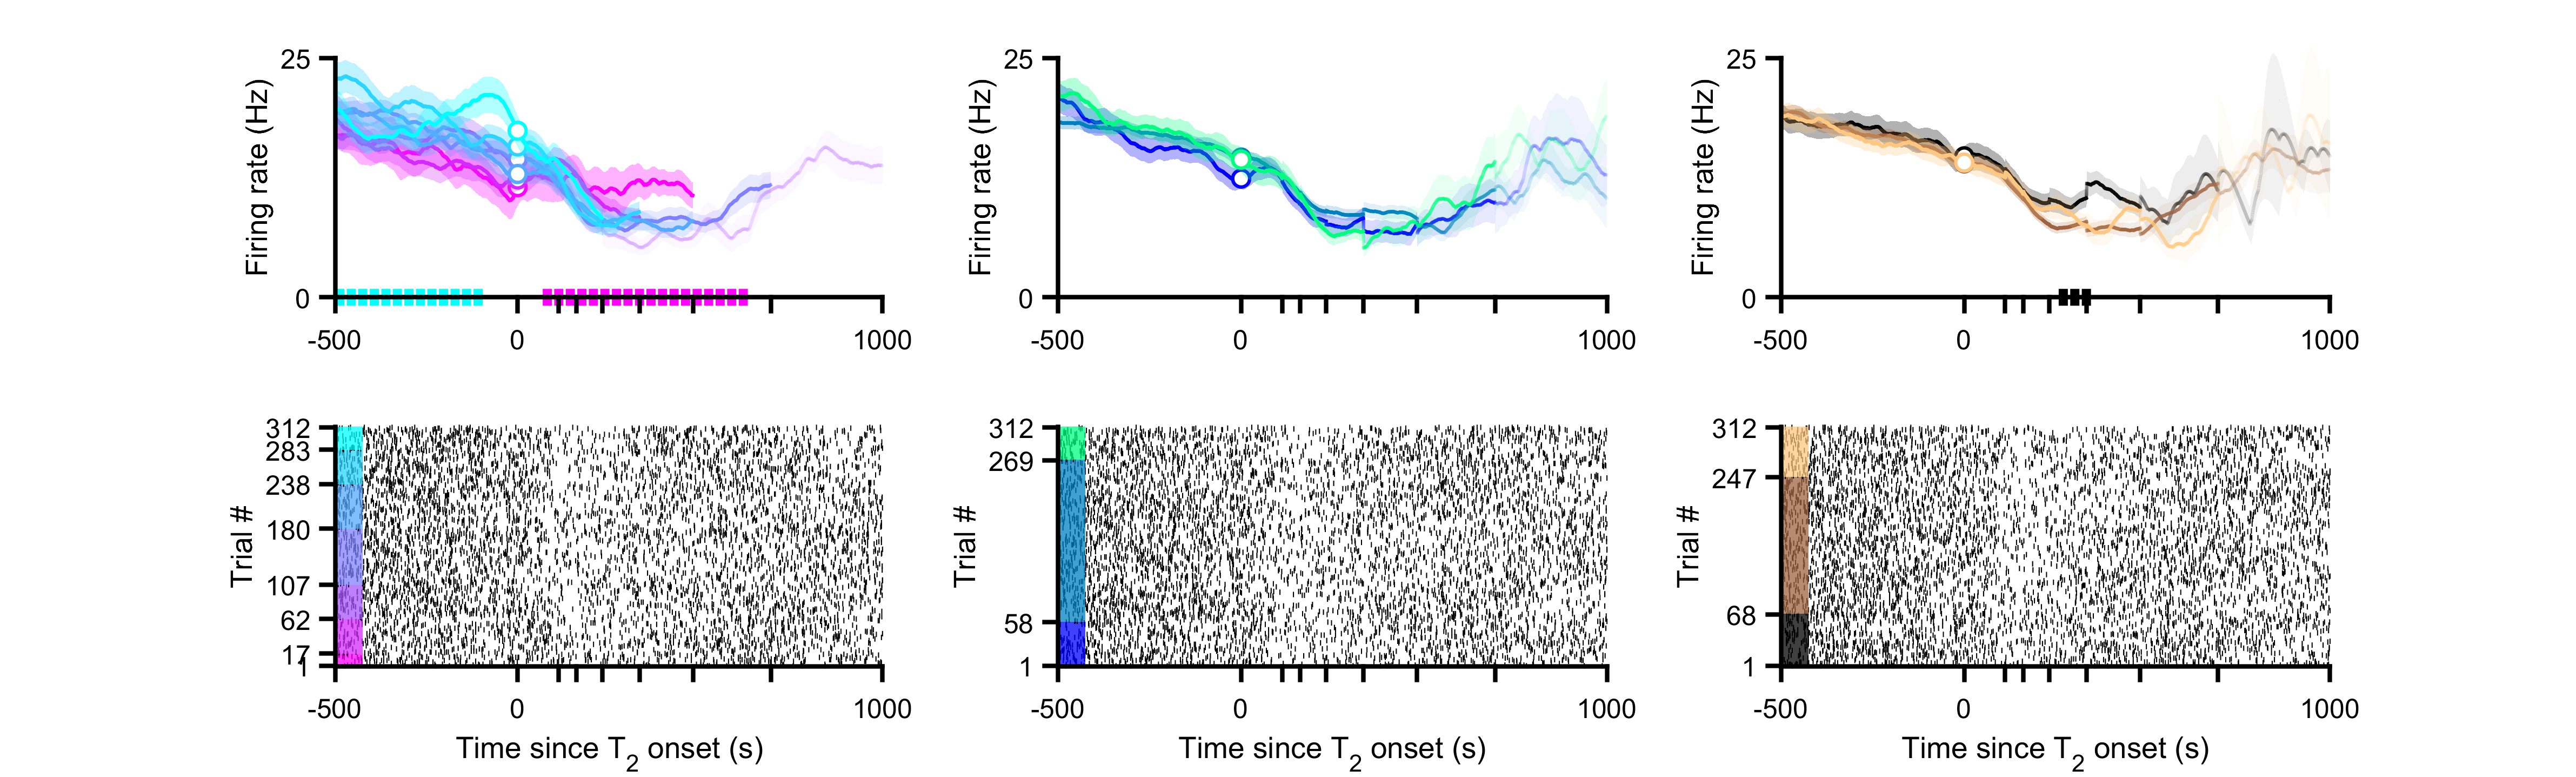 25
0
Firing rate (Hz)
-500 0 1000
25
0
Firing rate (Hz)
-500 0 1000
25
0
Firing rate (Hz)
-500 0 1000
312
283
238
180
107
62
17
1
Trial #
-500 0 1000
Time since T2 onset (s)
312
269
58
1
Trial #
-500 0 1000
Time since T2 onset (s)
312
247
68
1
Trial #
-500 0 1000
Time since T2 onset (s)